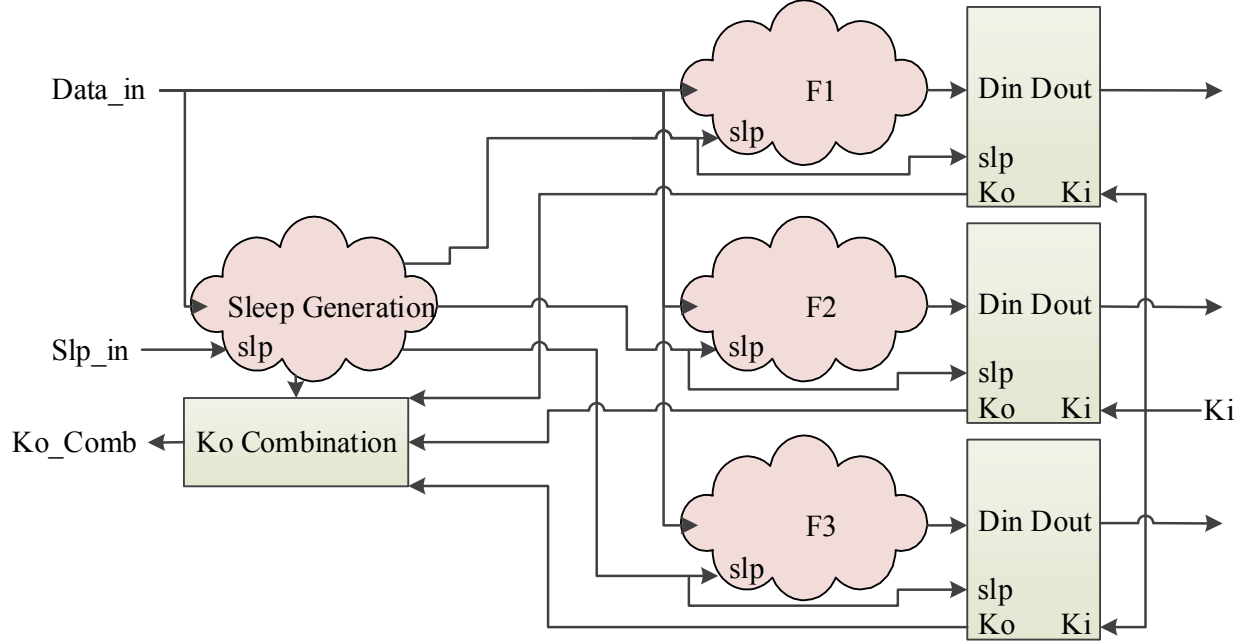 Data_in
F1
slp
Din Dout
slp
Ko Ki
Sleep Generation
slp
Slp_in
F2
slp
Din Dout
slp
Ko Ki
Ki
Ko_Comb
Ko Combination
F3
slp
Din Dout
slp
Ko Ki